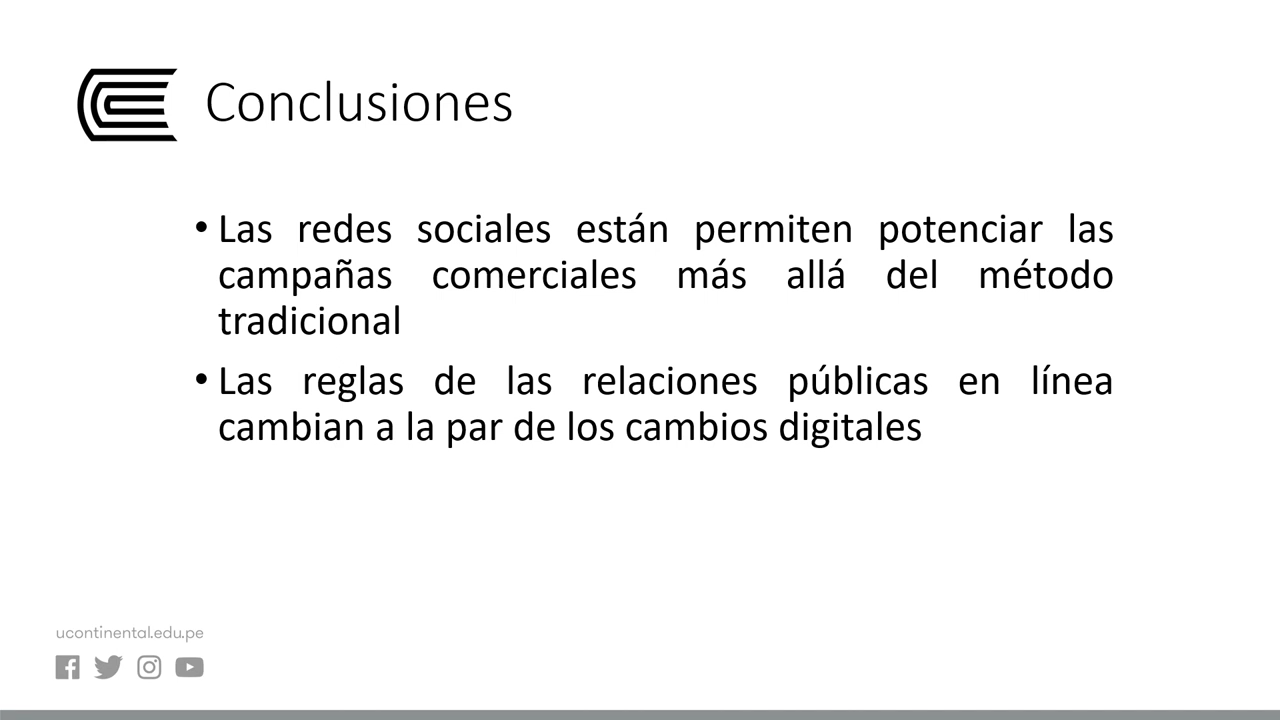 Conclusiones
• Las redes sociales están permiten potenciar las
campañas comerciales más allá del método
tradicional
• Las reglas de las relaciones públicas en línea
cambian a la par de los cambios digitales
ucontinental.edu.pe